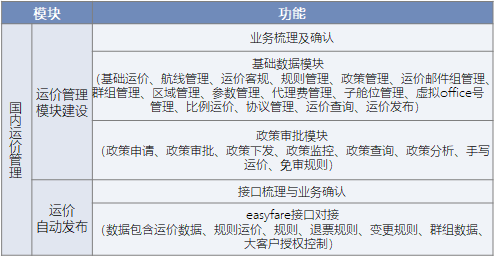 模块 功能
国内运价管理
运价管理
模块建设
业务梳理及确认
基础数据模块
（基础运价、航线管理、运价客规、规则管理、政策管理、运价邮件组管理、
群组管理、区域管理、参数管理、代理费管理、子舱位管理、虚拟office号
管理、比例运价、协议管理、运价查询、运价发布）
政策审批模块
（政策申请、政策审批、政策下发、政策监控、政策查询、政策分析、手写
运价、免审规则）
运价
自动发布
接口梳理与业务确认
easyfare接口对接
（数据包含运价数据、规则运价、规则、退票规则、变更规则、群组数据、
大客户授权控制）